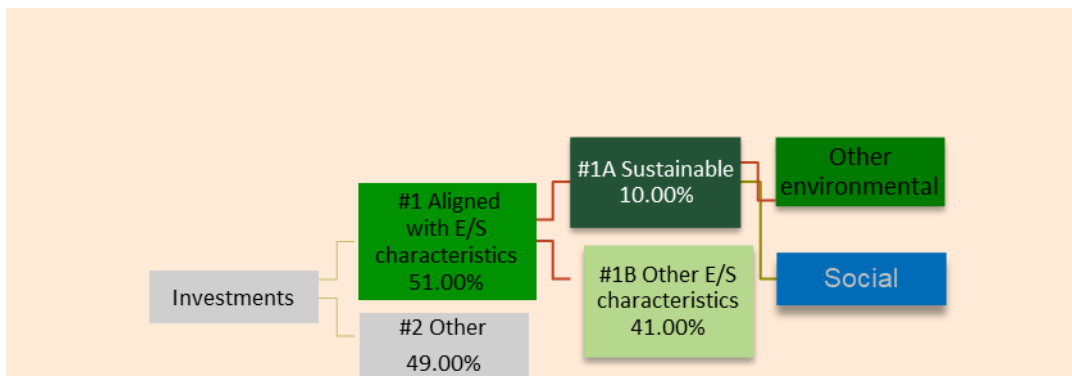 Investments
#1 Aligned
with E/S
characteristics
51.00%
#2 Other
49.00%
#1A Sustainable
10.00%
#1B Other E/S
characteristics
41.00%
Other
environmental
Social